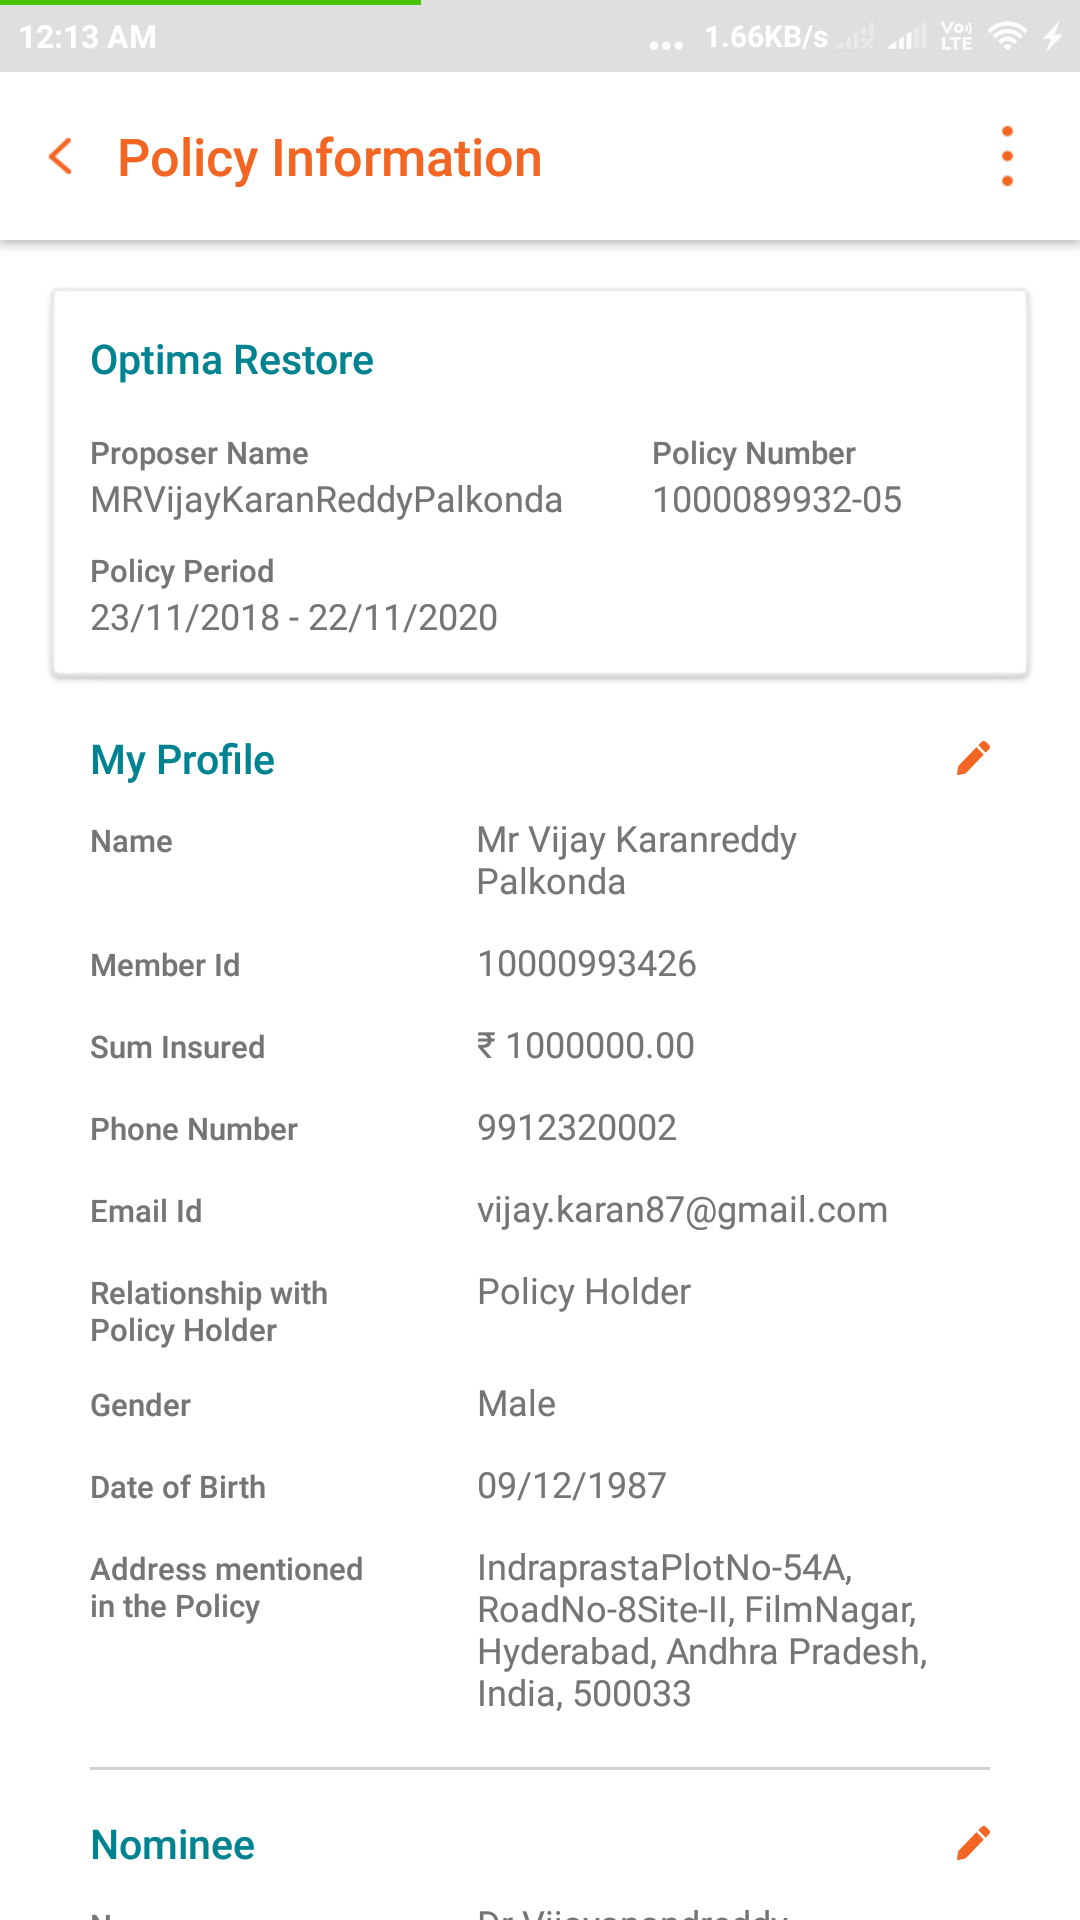 12:13 AM ... 1.66KB/s Vo)) LTE
Policy Information
Optima Restore
Proposer Name Policy Number
MRVijayKaranReddyPalkonda 1000089932-05
Policy Period
23/11/2018 - 22/11/2020
My Profile
Name Mr Vijay Karanreddy
Palkonda
Member Id 10000993426
Sum Insured ₹ 1000000.00
Phone Number 9912320002
Email Id vijay.karan87@gmail.com
Relationship with Policy Holder
Policy Holder
Gender Male
Date of Birth 09/12/1987
Address mentioned IndraprastaPlotNo-54A,
in the Policy RoadNo-8Site-II, FilmNagar,
Hyderabad, Andhra Pradesh,
India, 500033
Nominee